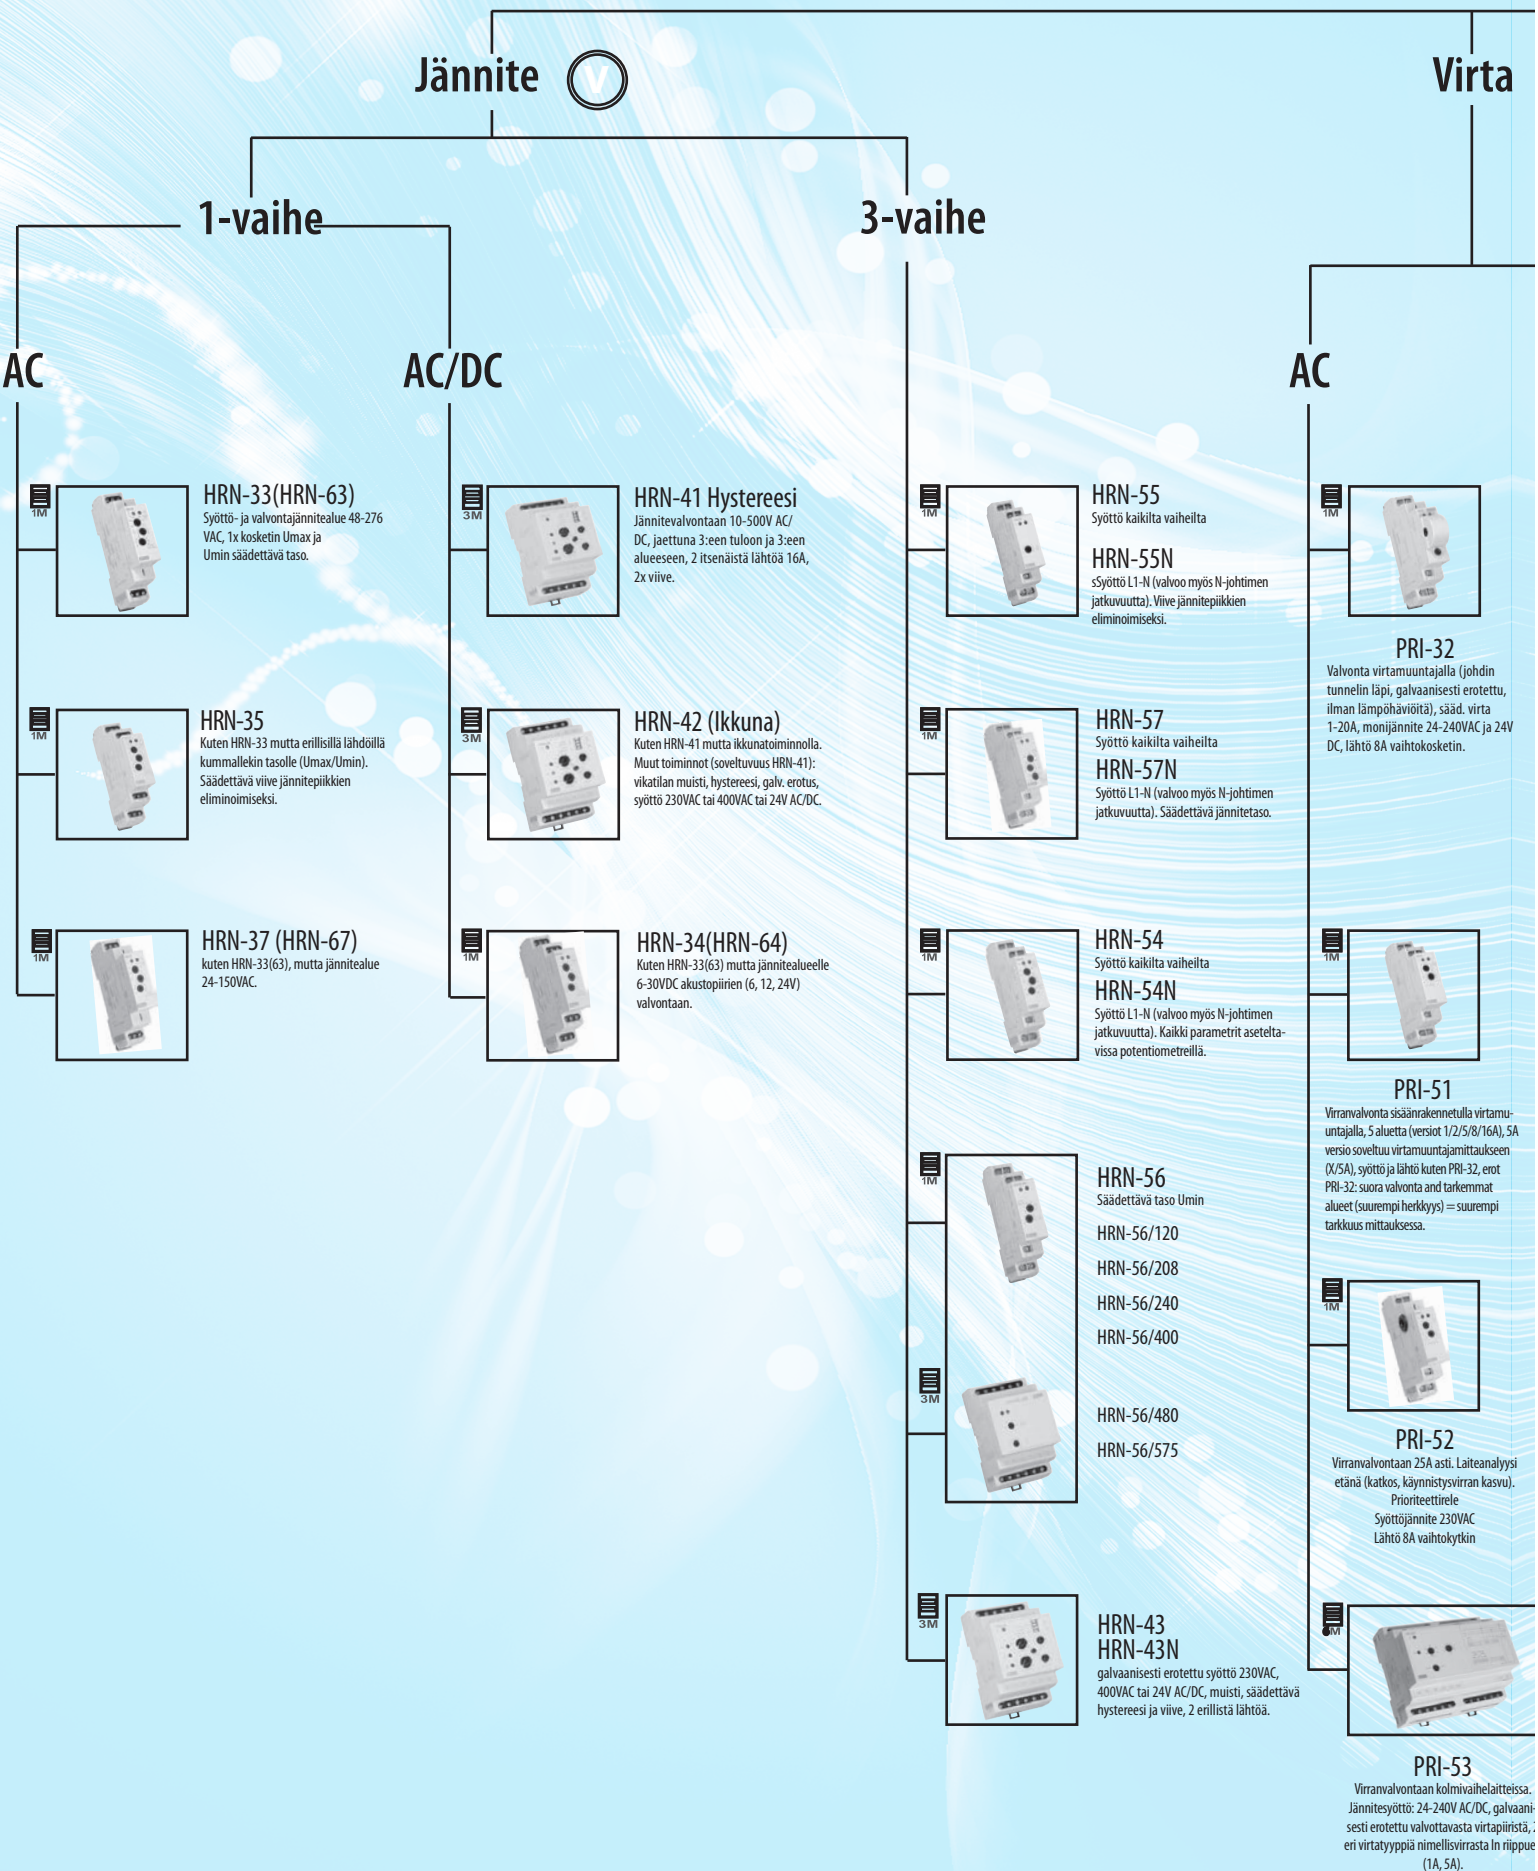 Jännite
V
Virta
1-vaihe
3-vaihe
AC
AC/DC
AC
1M
HRN-33(HRN-63)
Syöttö- ja valvontajännitealue 48-276
VAC, 1x kosketin Umax ja
Umin säädettävä taso.
1M
HRN-35
Kuten HRN-33 mutta erillisillä lähdöillä
kummallekin tasolle (Umax/Umin).
Säädettävä viive jännitepiikkien
eliminoimiseksi.
1M
HRN-37 (HRN-67)
kuten HRN-33(63), mutta jännitealue
24-150VAC.
3M
HRN-41 Hystereesi
Jännitevalvontaan 10-500V AC/
DC, jaettuna 3:een tuloon ja 3:een
alueeseen, 2 itsenäistä lähtöä 16A,
2x viive.
3M
HRN-42 (Ikkuna)
Kuten HRN-41 mutta ikkunatoiminnolla.
Muut toiminnot (soveltuvuus HRN-41):
vikatilan muisti, hystereesi, galv. erotus,
syöttö 230VAC tai 400VAC tai 24V AC/DC.
1M
HRN-34(HRN-64)
Kuten HRN-33(63) mutta jännitealueelle
6-30VDC akustopiirien (6, 12, 24V)
valvontaan.
1M
HRN-55
Syöttö kaikilta vaiheilta
HRN-55N
sSyöttö L1-N (valvoo myös N-johtimen
jatkuvuutta). Viive jännitepiikkien
eliminoimiseksi.
1M
HRN-57
Syöttö kaikilta vaiheilta
HRN-57N
Syöttö L1-N (valvoo myös N-johtimen
jatkuvuutta). Säädettävä jännitetaso.
1M
HRN-54
Syöttö kaikilta vaiheilta
HRN-54N
Syöttö L1-N (valvoo myös N-johtimen
jatkuvuutta). Kaikki parametrit aseteltа-
vissa potentiometreillä.
1M
HRN-56
Säädettävä taso Umin
HRN-56/120
HRN-56/208
HRN-56/240
HRN-56/400
3M
HRN-56/480
HRN-56/575
3M
HRN-43
HRN-43N
galvaanisesti erotettu syöttö 230VAC,
400VAC tai 24V AC/DC, muisti, säädettävä
hystereesi ja viive, 2 erillistä lähtöä.
1M
PRI-32
Valvonta virtamuuntajalla (johdin
tunnelin läpi, galvaanisesti erotettu,
ilman lämpöhäviöitä), sääd. virta
1-20A, monijännite 24-240VAC ja 24V
DC, lähtö 8A vaihtokosketin.
1M
PRI-51
Virranvalvonta sisäänrakennetulla virtamu-
untajalla, 5 aluetta (versiot 1/2/5/8/16A), 5A
versio soveltuu virtamuuntajamittaukseen
(X/5A), syöttö ja lähtö kuten PRI-32, erot
PRI-32: suora valvonta and tarkemmat
alueet (suurempi herkkyys) = suurempi
tarkkuus mittauksessa.
1M
PRI-52
Virranvalvontaan 25A asti. Laiteanalyysi
etänä (katkos, käynnistysvirran kasvu).
Prioriteettirele
Syöttöjännite 230VAC
Lähtö 8A vaihtokytkin
PRI-53
Virranvalvontaan kolmivaihelaitteissa.
Jännitesyöttö: 24-240V AC/DC, galvaani-
sesti erotettu valvottavasta virtapiiristä, 2
eri virtatyyppiä nimellisvirrasta In riippue
(1A, 5A).